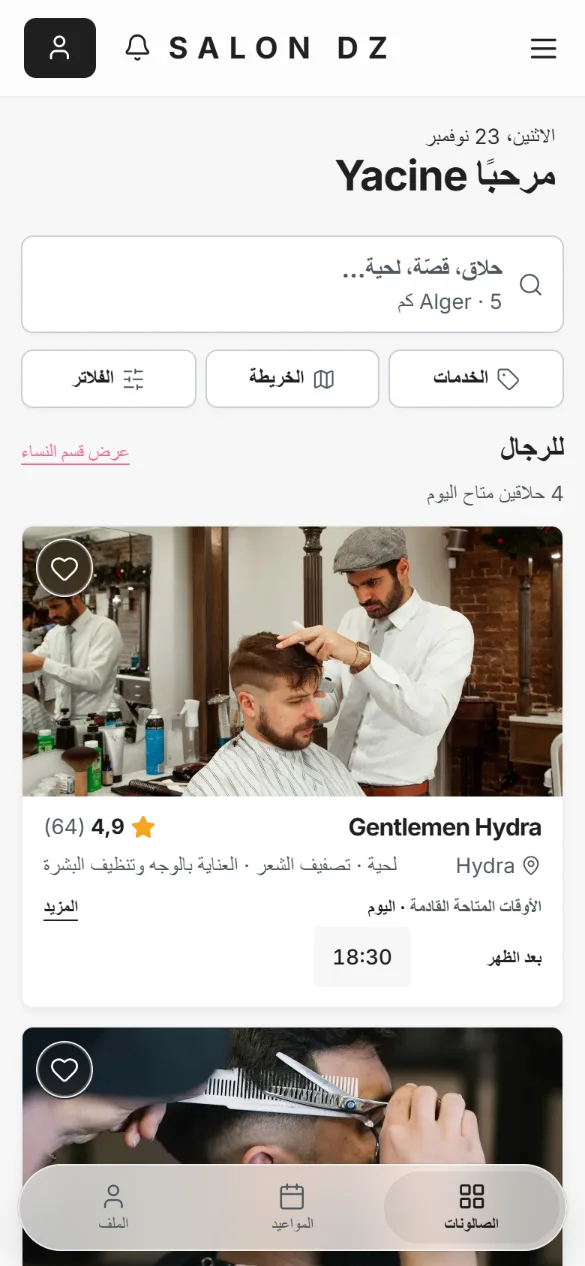 SALON DZ
الاثنين، 23 نوفمبر
مرحبًا Yacine
حلاق، قصّة، لحية...
Alger · 5 كم
الخدمات
الخريطة
الفلاتر
للرجال
عرض قسم النساء
4 حلاقين متاح اليوم
Gentlemen Hydra
4,9 (64)
Hydra
لحية · تصفيف الشعر · العناية بالوجه وتنظيف البشرة
الأوقات المتاحة القادمة · اليوم
المزيد
بعد الظهر
18:30
الصالونات
المواعيد
الملف